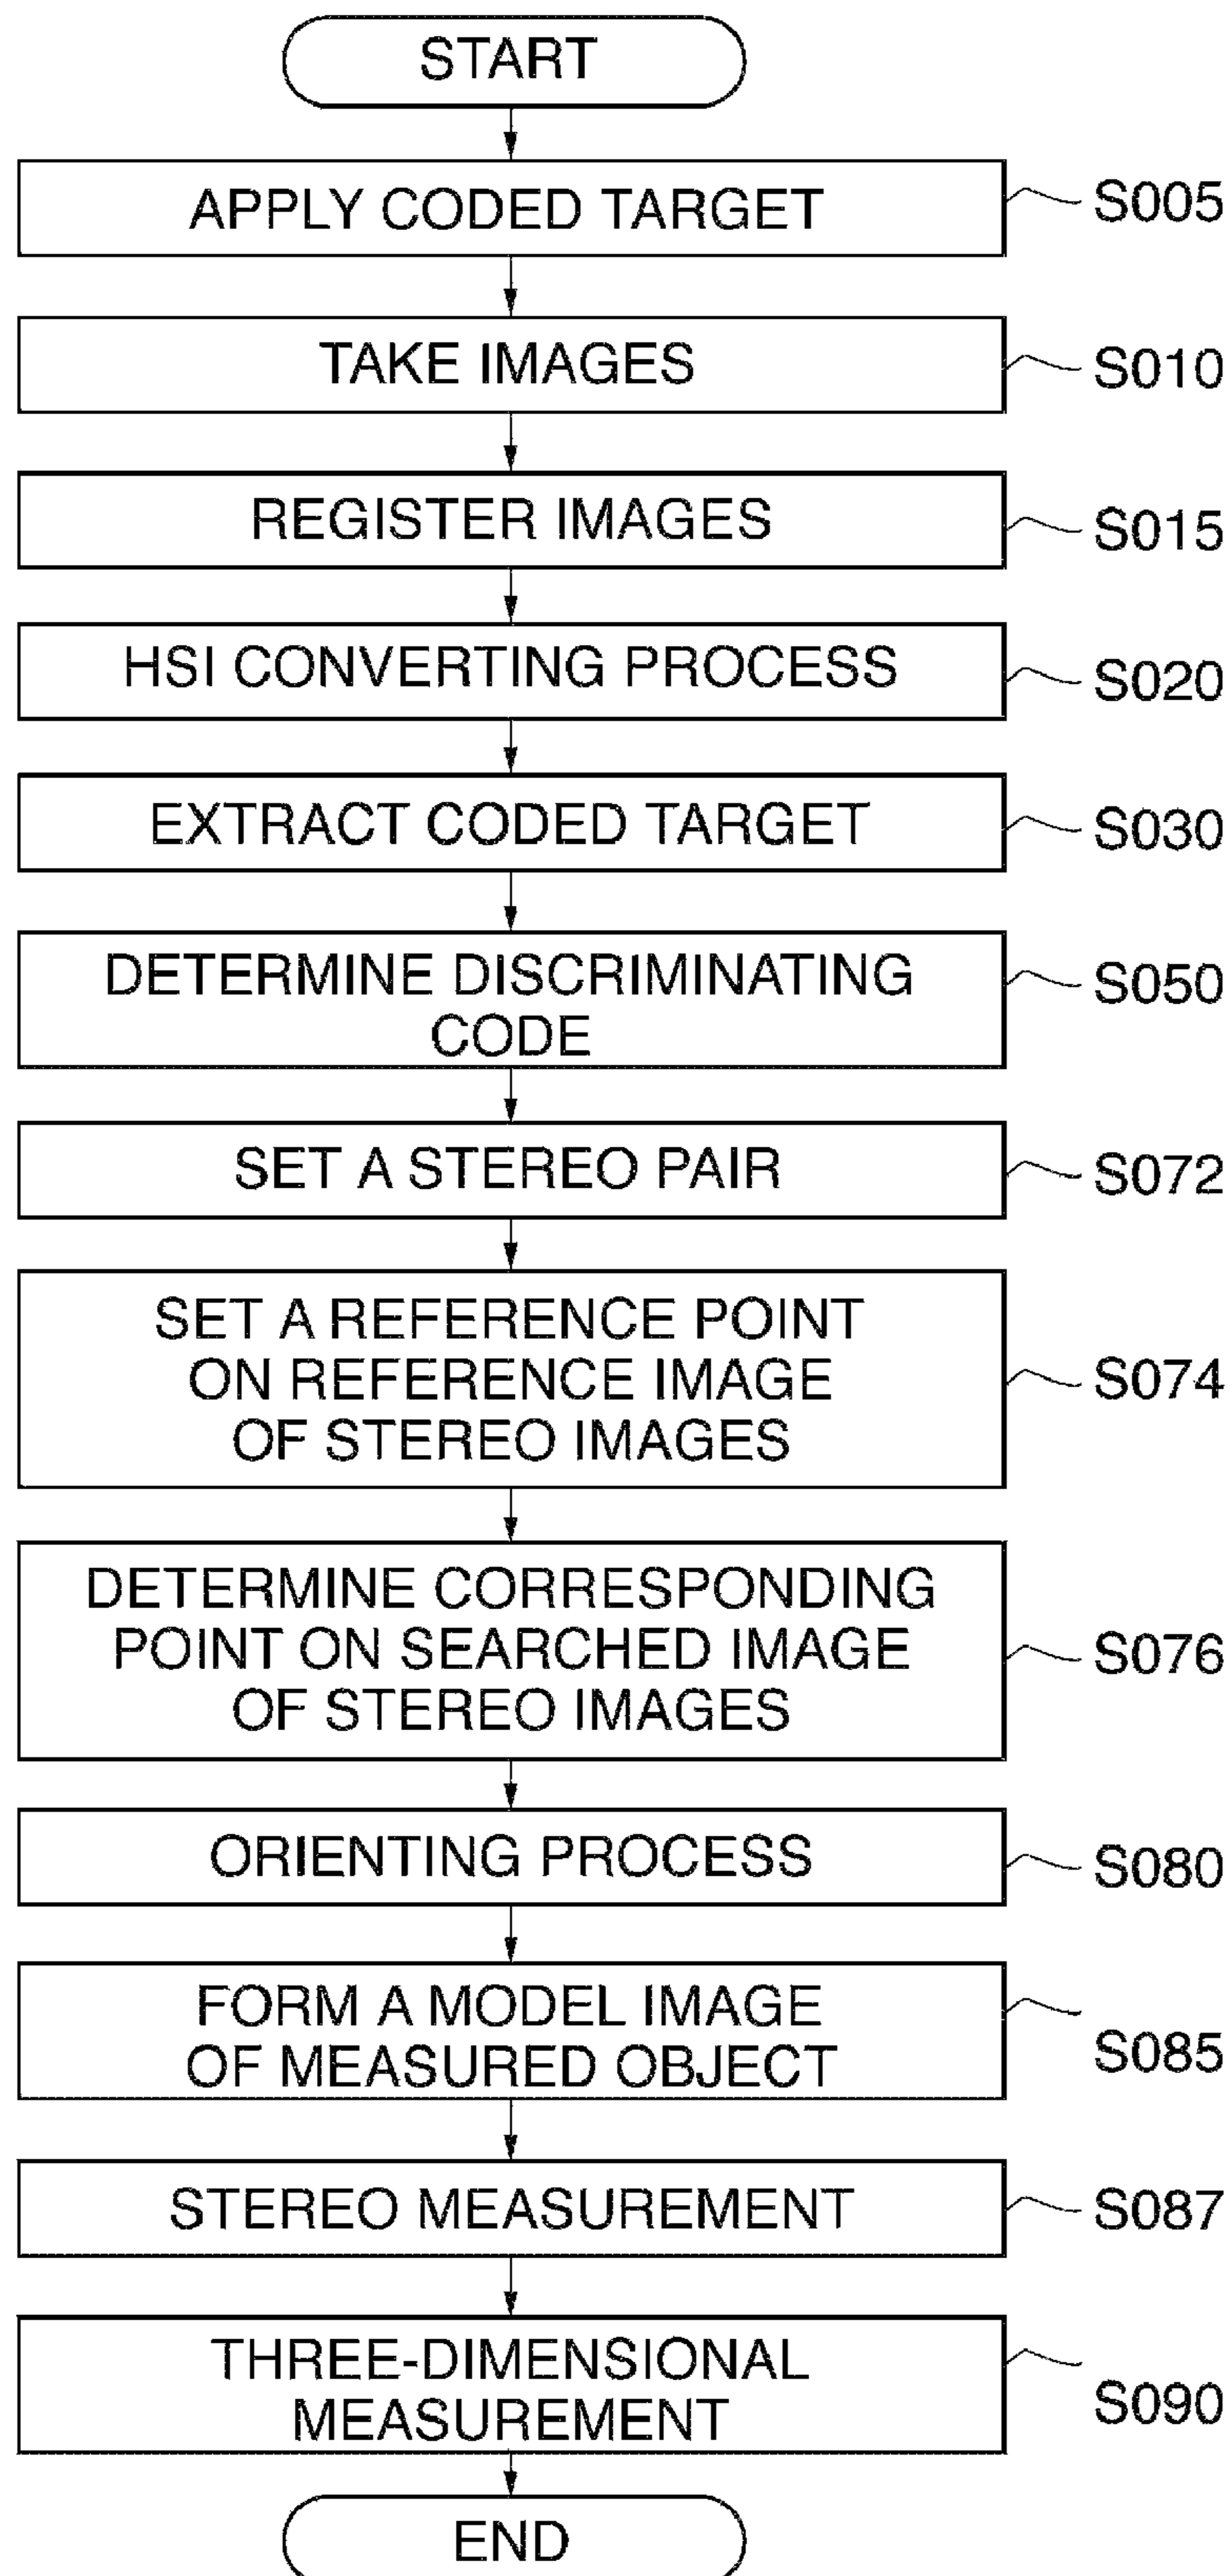 START
APPLY CODED TARGET
S005
TAKE IMAGES
S010
REGISTER IMAGES
S015
HSI CONVERTING PROCESS
S020
EXTRACT CODED TARGET
S030
DETERMINE DISCRIMINATING
CODE
S050
SET A STEREO PAIR
S072
SET A REFERENCE POINT
ON REFERENCE IMAGE
OF STEREO IMAGES
S074
DETERMINE CORRESPONDING
POINT ON SEARCHED IMAGE
OF STEREO IMAGES
S076
ORIENTING PROCESS
S080
FORM A MODEL IMAGE
OF MEASURED OBJECT
S085
STEREO MEASUREMENT
S087
THREE-DIMENSIONAL
MEASUREMENT
S090
END